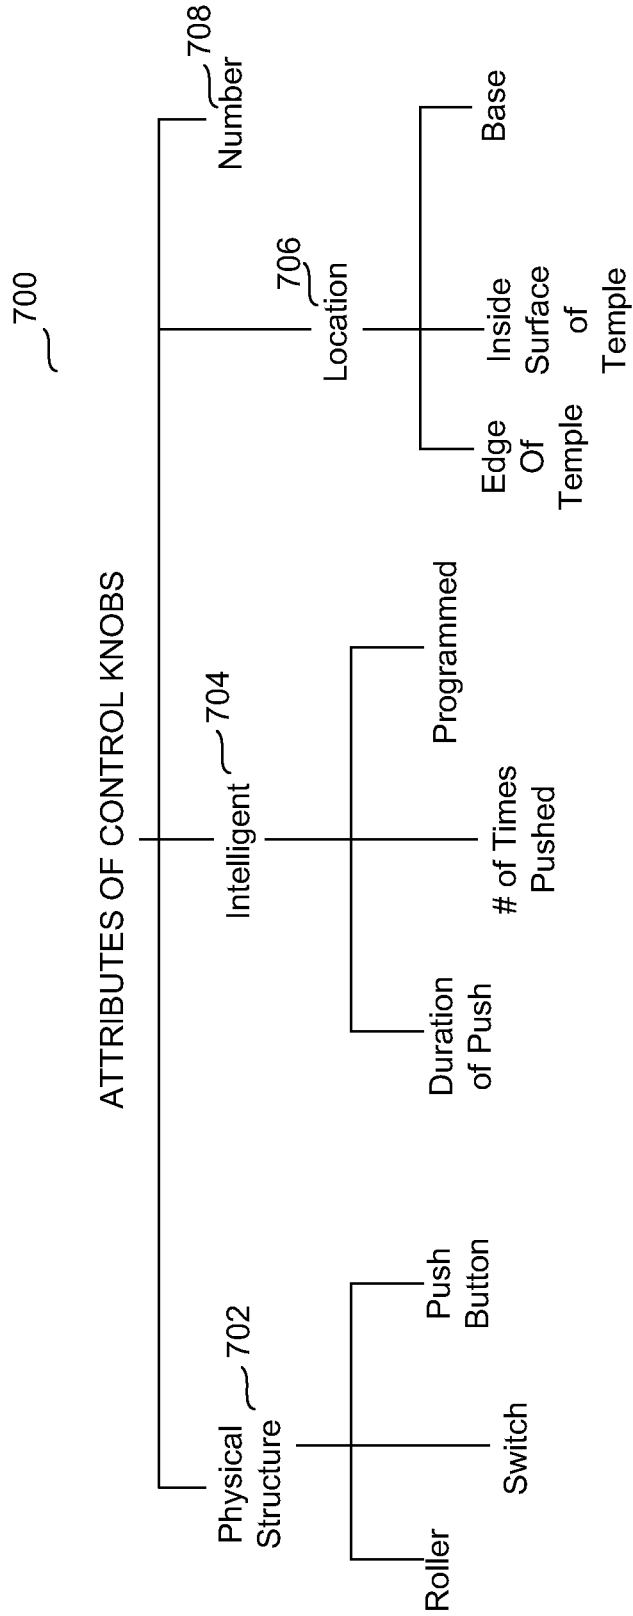 700
ATTRIBUTES OF CONTROL KNOBS
Physical
Structure
702
Intelligent
704
Location
706
Number
708
Roller
Switch
Push
Button
Duration
of Push
# of Times
Pushed
Programmed
Edge
Of
Temple
Inside
Surface
of
Temple
Base